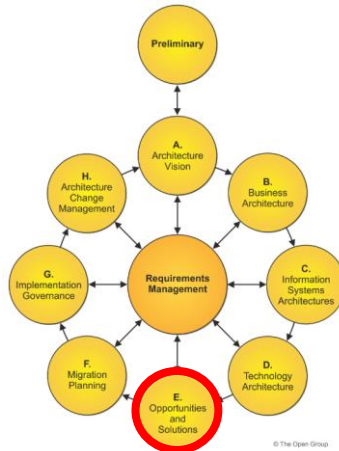 Preliminary
A.
Architecture
Vision
B.
Business
Architecture
C.
Information
Systems
Architectures
D.
Technology
Architecture
E.
Opportunities
and
Solutions
F.
Migration
Planning
G.
Implementation
Governance
H.
Architecture
Change
Management
Requirements
Management
© The Open Group